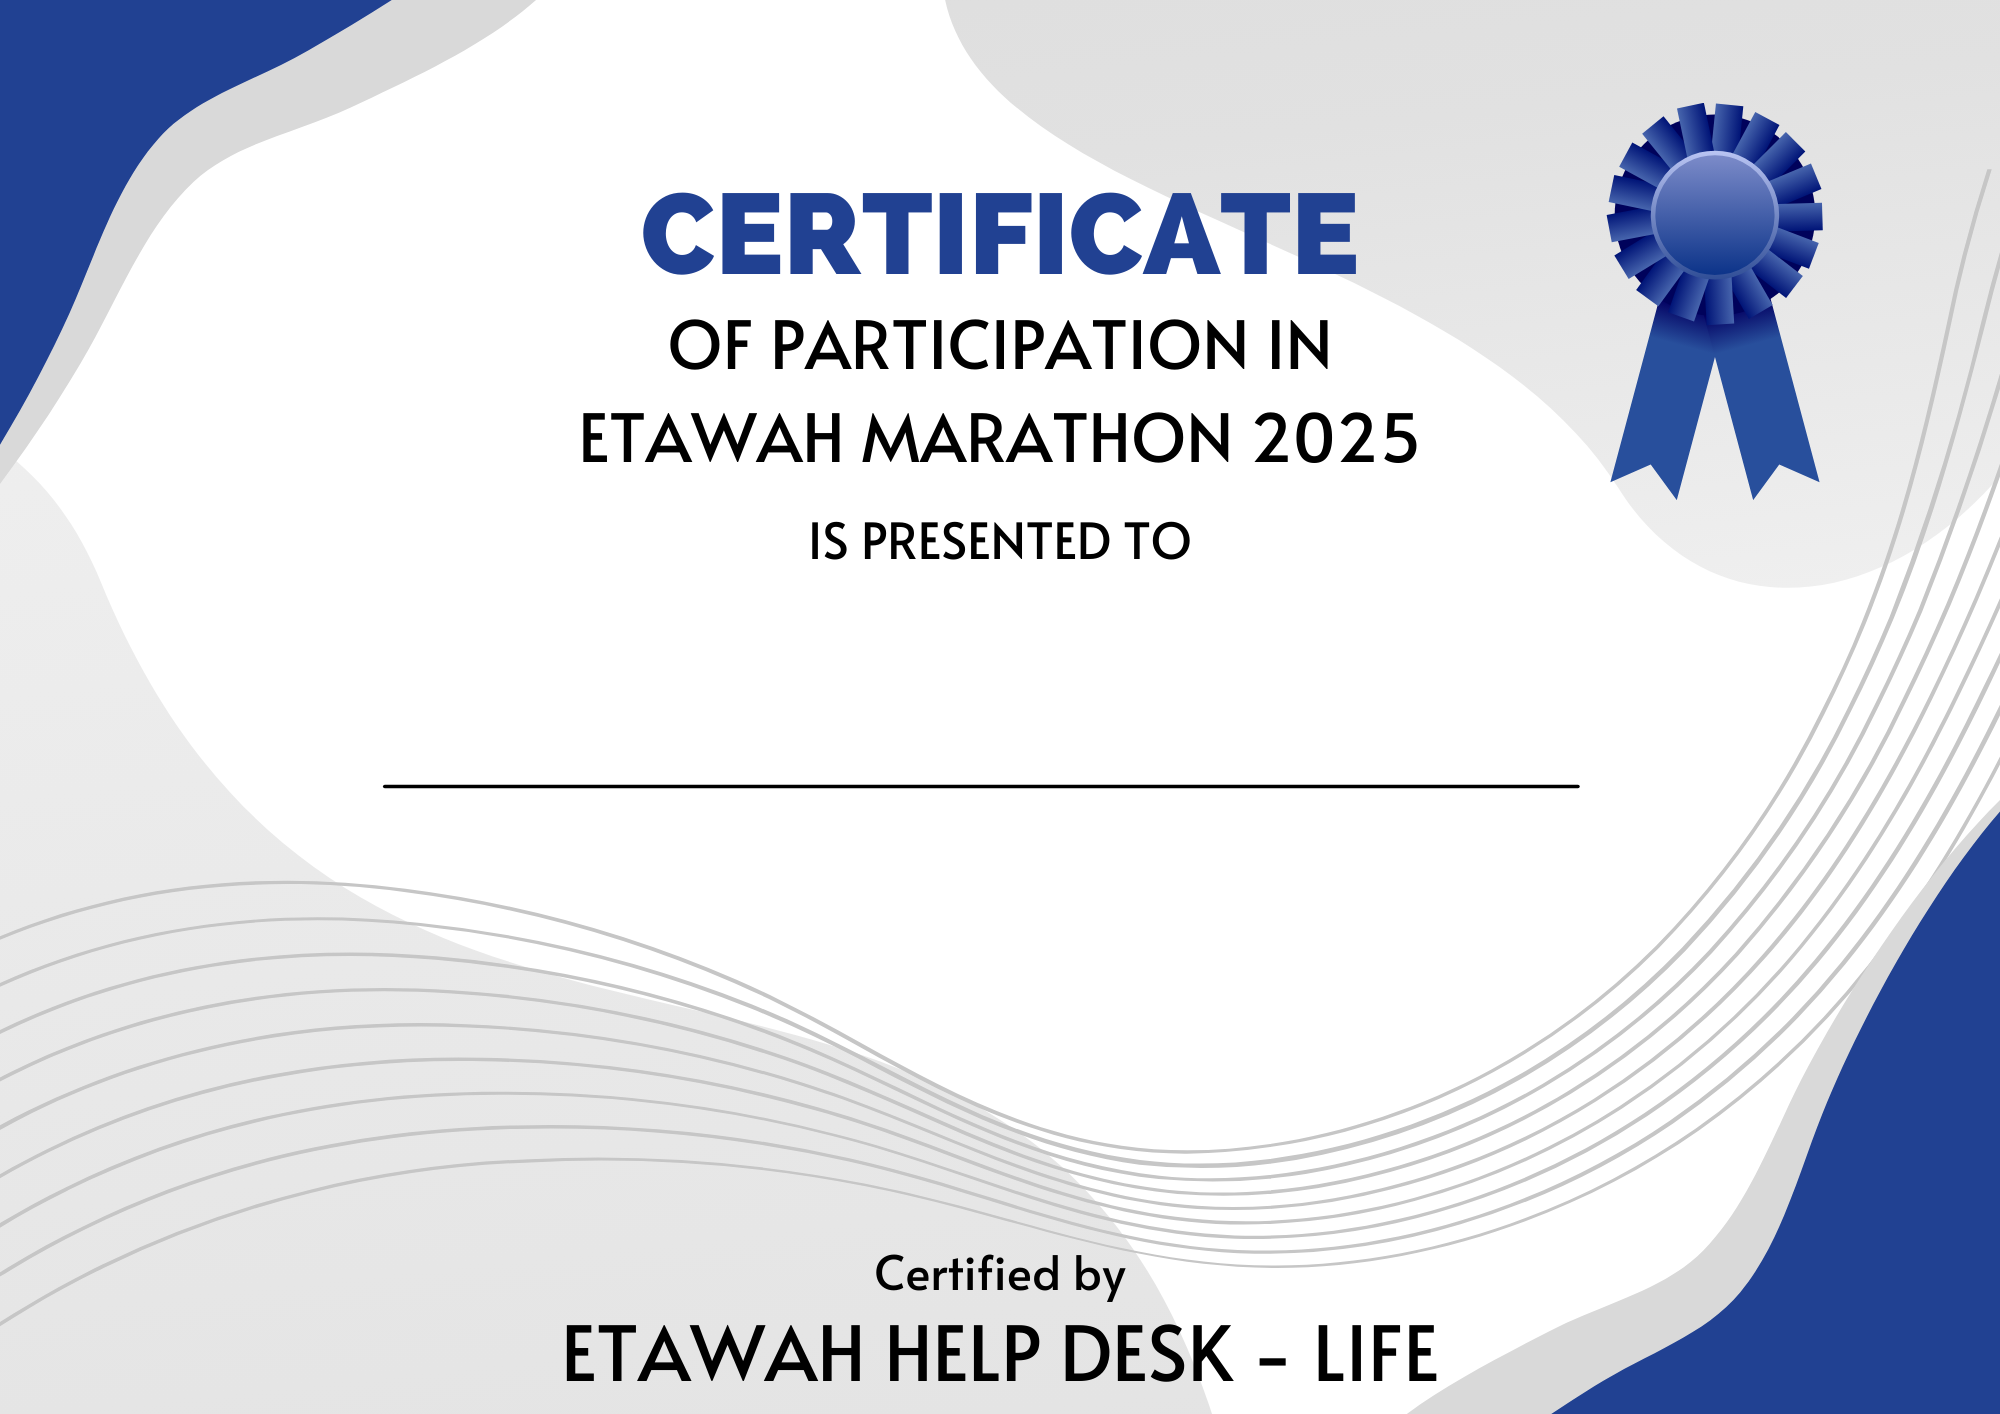 CERTIFICATE
OF PARTICIPATION IN
ETAWAH MARATHON 2025
IS PRESENTED TO
Certified by
ETAWAH HELP DESK - LIFE